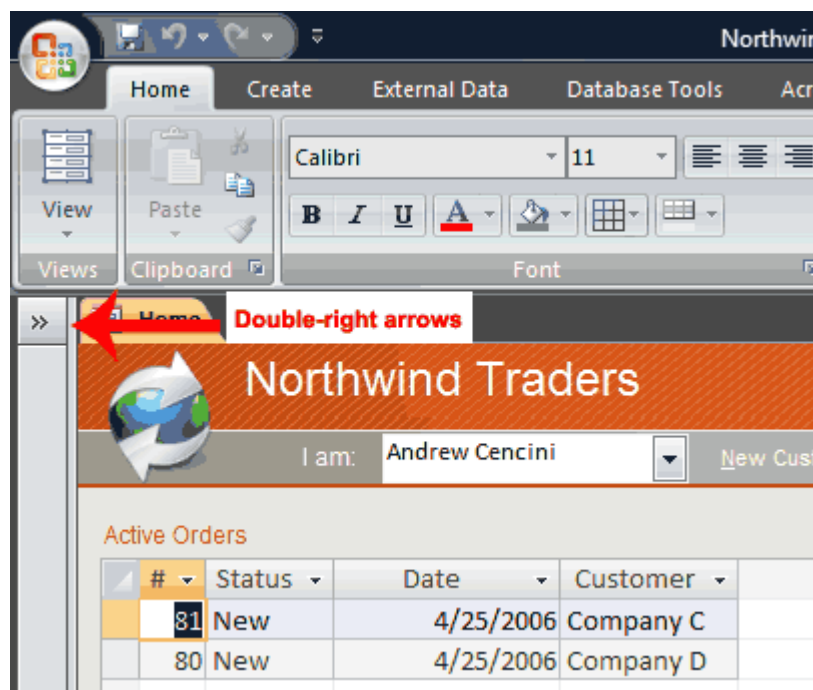 Northwin
Home Create External Data Database Tools Acr
Calibri 11
View Paste B I U A
Views Clipboard Font
» Home Double-right arrows
Northwind Traders
I am: Andrew Cencini New Cus
Active Orders
# Status Date Customer
81 New 4/25/2006 Company C
80 New 4/25/2006 Company D